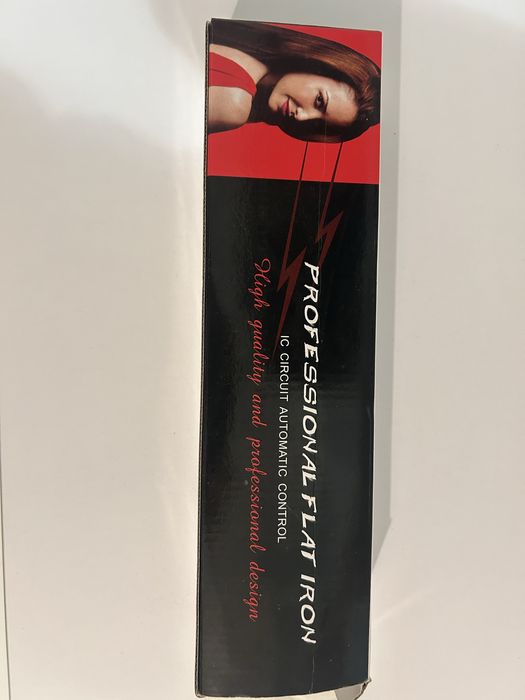 PROFESSIONAL FLAT IRON
IC CIRCUIT AUTOMATIC CONTROL
High quality and professional design